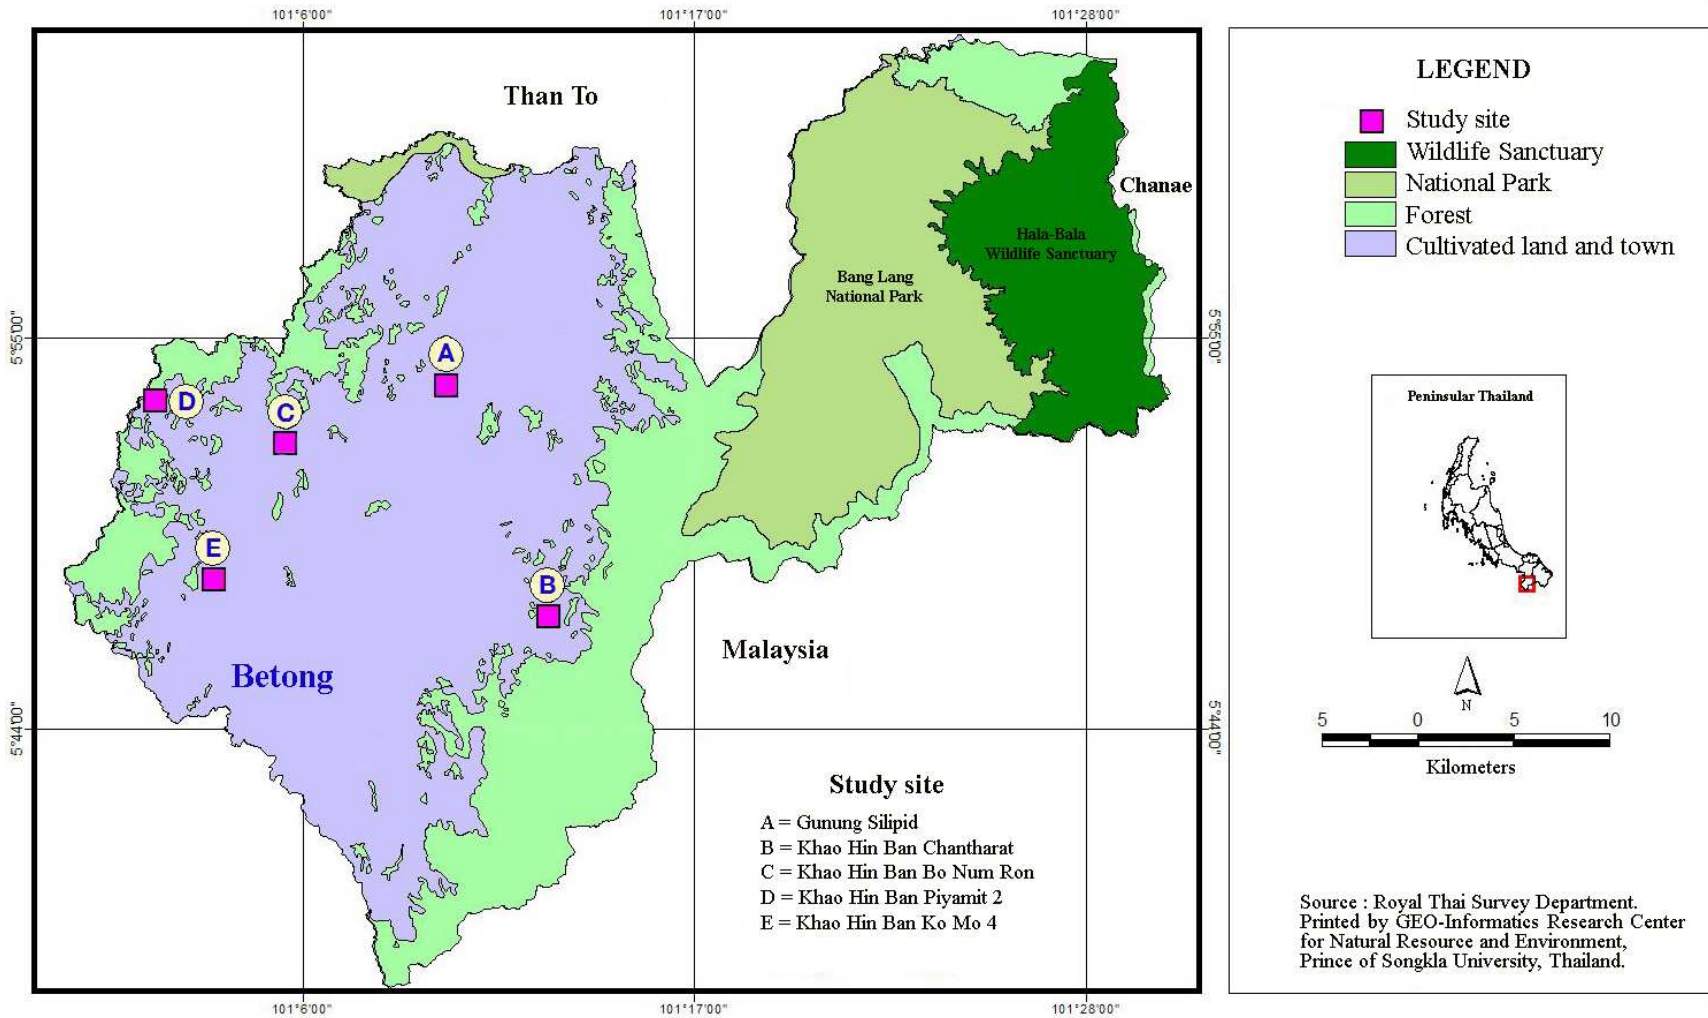 101°6'00"
101°17'00"
101°28'00"
Than To
Chanae
Hala-Bala
Wildlife Sanctuary
Bang Lang
National Park
5°55'00"
5°55'00"
A
D
C
E
B
Betong
Malaysia
5°44'00"
5°44'00"
Study site
A = Gunung Silipid
B = Khao Hin Ban Chantharat
C = Khao Hin Ban Bo Num Ron
D = Khao Hin Ban Piyamit 2
E = Khao Hin Ban Ko Mo 4
101°6'00"
101°17'00"
101°28'00"
LEGEND
Study site
Wildlife Sanctuary
National Park
Forest
Cultivated land and town
Peninsular Thailand
N
5 0 5 10
Kilometers
Source : Royal Thai Survey Department.
Printed by GEO-Informatics Research Center
for Natural Resource and Environment,
Prince of Songkla University, Thailand.